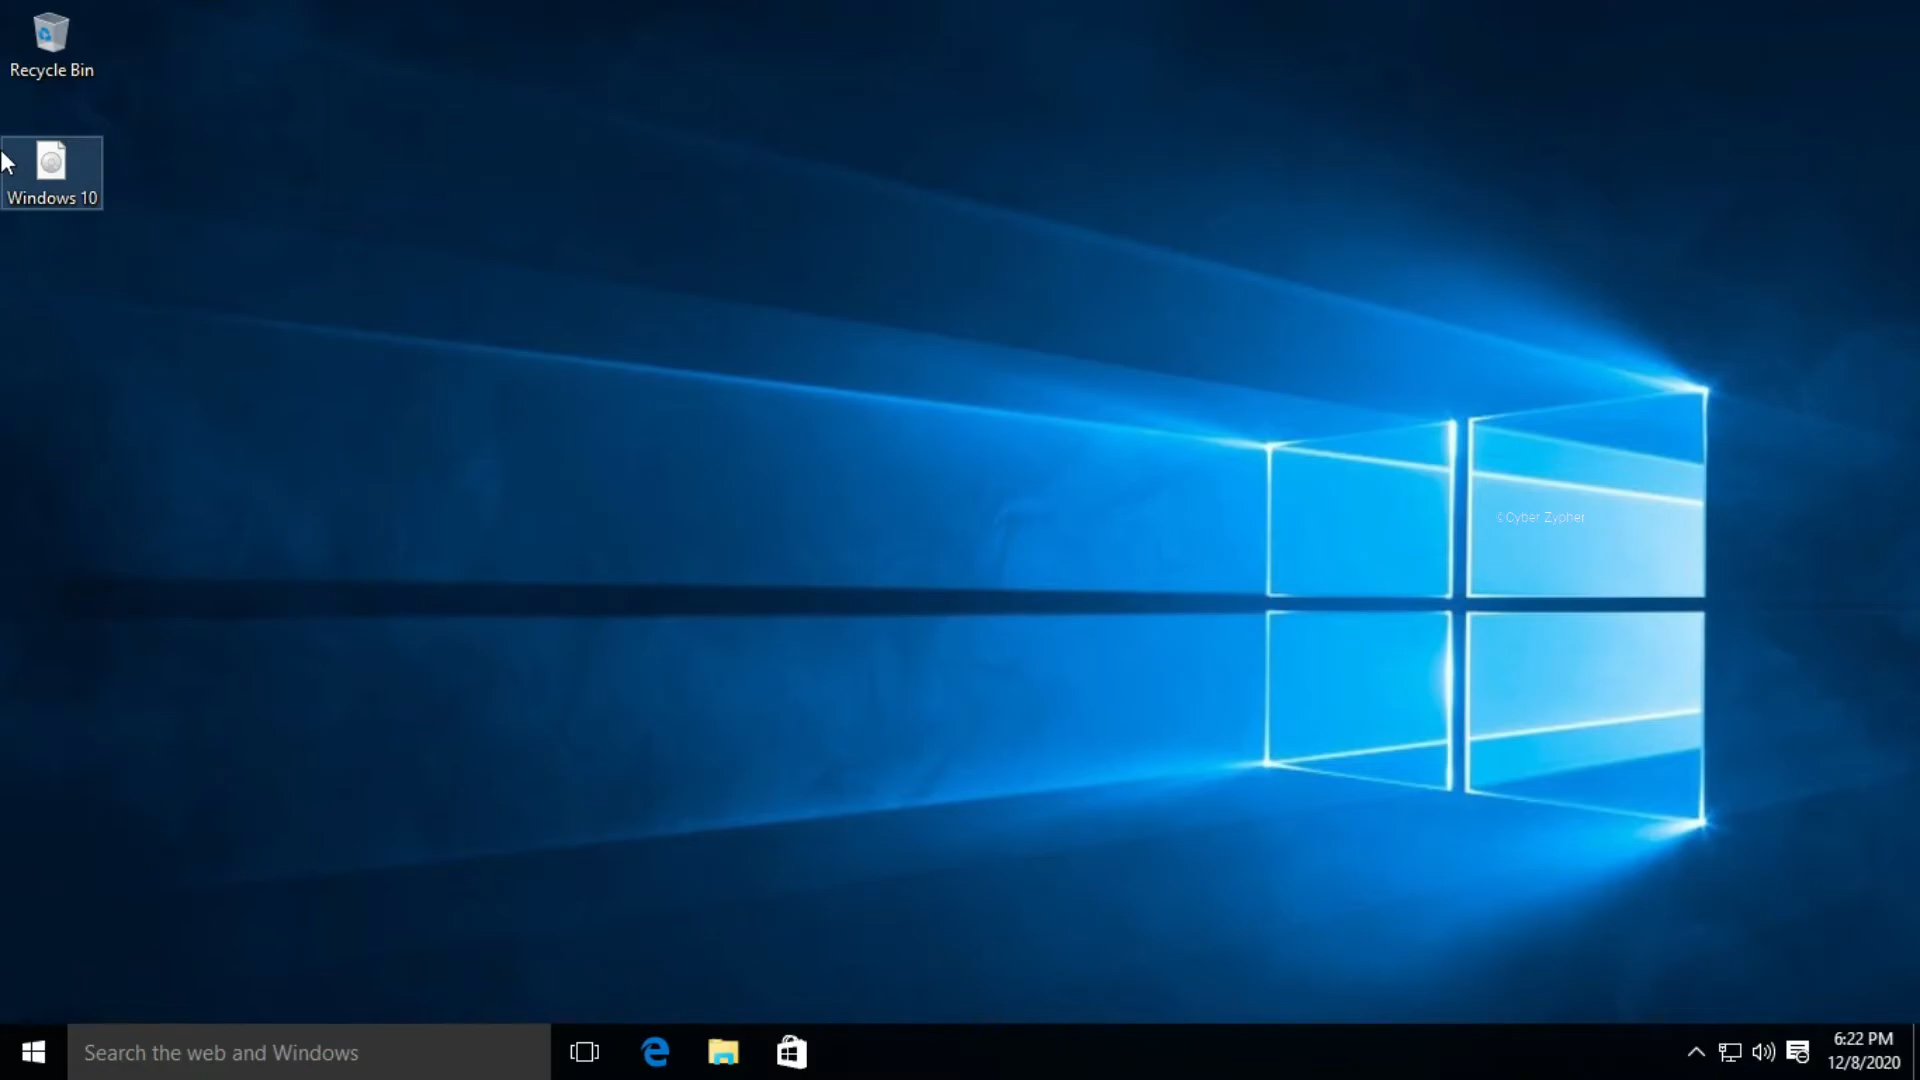 Recycle Bin
Windows 10
©Cyber Zypher
Search the web and Windows
6:22 PM
12/8/2020